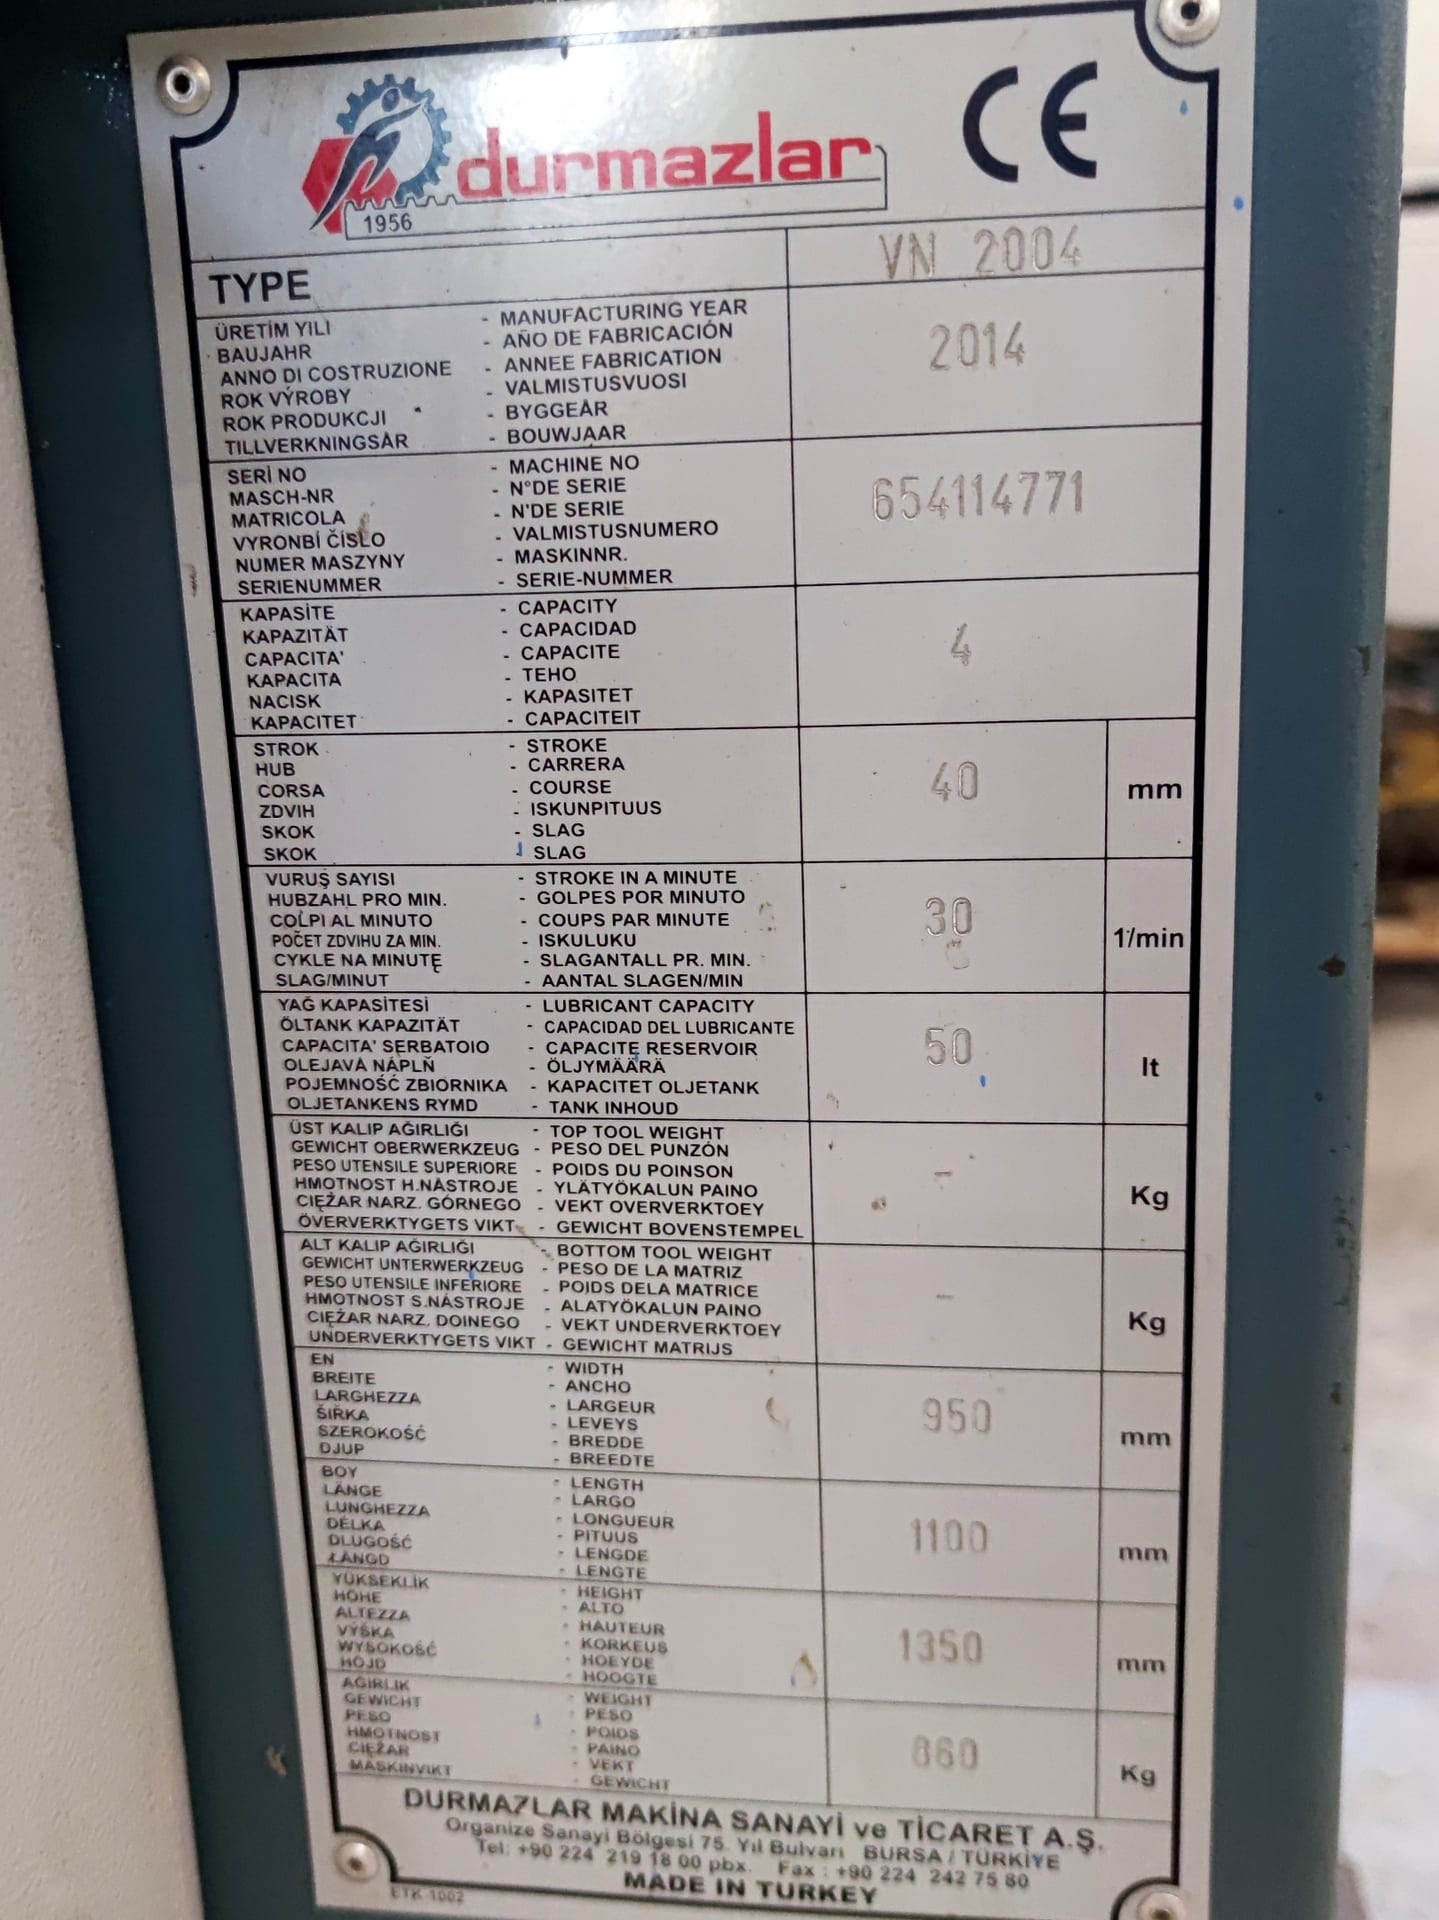 durmazlar
1956
CE
TYPE VN 2004
ÜRETİM YILI - MANUFACTURING YEAR
BAUJAHR - AÑO DE FABRICACIÓN
ANNO DI COSTRUZIONE - ANNEE FABRICATION
ROK VÝROBY - VALMISTUSVUOSI
ROK PRODUKCJI - BYGGEÅR
TILLVERKNINGSÅR - BOUWJAAR
2014
SERİ NO - MACHINE NO
MASCH-NR - N°DE SERIE
MATRICOLA - N'DE SERIE
VYRONBÍ ČÍSLO - VALMISTUSNUMERO
NUMER MASZYNY - MASKINNR.
SERIENUMMER - SERIE-NUMMER
654114771
KAPASİTE - CAPACITY
KAPAZITÄT - CAPACIDAD
CAPACITA' - CAPACITE
KAPACITA - TEHO
NACISK - KAPASITET
KAPACITET - CAPACITEIT
4
STROK - STROKE
HUB - CARRERA
CORSA - COURSE
ZDVIH - ISKUNPITUUS
SKOK - SLAG
SKOK - SLAG
40 mm
VURUŞ SAYISI - STROKE IN A MINUTE
HUBZAHL PRO MIN. - GOLPES POR MINUTO
COLPI AL MINUTO - COUPS PAR MINUTE
POČET ZDVIHU ZA MIN. - ISKULUKU
CYKLE NA MINUTĘ - SLAGANTALL PR. MIN.
SLAG/MINUT - AANTAL SLAGEN/MIN
30 1'/min
YAĞ KAPASİTESİ - LUBRICANT CAPACITY
ÖLTANK KAPAZITÄT - CAPACIDAD DEL LUBRICANTE
CAPACITA' SERBATOIO - CAPACITE RESERVOIR
OLEJAVÁ NÁPLŇ - ÖLJYMÄÄRÄ
POJEMNOŚĆ ZBIORNIKA - KAPACITET OLJETANK
OLJETANKENS RYMD - TANK INHOUD
50 lt
ÜST KALIP AĞIRLIĞI - TOP TOOL WEIGHT
GEWICHT OBERWERKZEUG - PESO DEL PUNZÓN
PESO UTENSILE SUPERIORE - POIDS DU POINSON
HMOTNOST H.NÁSTROJE - YLÄTYÖKALUN PAINO
CIĘŻAR NARZ. GÓRNEGO - VEKT OVERVERKTOEY
ÖVERVERKTYGETS VIKT - GEWICHT BOVENSTEMPEL
- Kg
ALT KALIP AĞIRLIĞI - BOTTOM TOOL WEIGHT
GEWICHT UNTERWERKZEUG - PESO DE LA MATRIZ
PESO UTENSILE INFERIORE - POIDS DELA MATRICE
HMOTNOST S.NÁSTROJE - ALATYÖKALUN PAINO
CIĘŻAR NARZ. DOINEGO - VEKT UNDERVERKTOEY
UNDERVERKTYGETS VIKT - GEWICHT MATRIJS
- Kg
EN - WIDTH
BREITE - ANCHO
LARGHEZZA - LARGEUR
ŠIŘKA - LEVEYS
SZEROKOŚĆ - BREDDE
DJUP - BREEDTE
950 mm
BOY - LENGTH
LÄNGE - LARGO
LUNGHEZZA - LONGUEUR
DÉLKA - PITUUS
DLUGOŚĆ - LENGDE
LÄNGD - LENGTE
1100 mm
YÜKSEKLİK - HEIGHT
HÖHE - ALTO
ALTEZZA - HAUTEUR
VÝŠKA - KORKEUS
WYSOKOŚĆ - HOEYDE
HÖJD - HOOGTE
1350 mm
AĞIRLIK - WEIGHT
GEWICHT - PESO
PESO - POIDS
HMOTNOST - PAINO
CIĘŻAR - VEKT
MASKINVIKT - GEWICHT
860 Kg
DURMAZLAR MAKİNA SANAYİ ve TİCARET A.Ş.
Organize Sanayi Bölgesi 75. Yıl Bulvarı BURSA / TÜRKİYE
Tel: +90 224 219 18 00 pbx. Fax : +90 224 242 75 80
MADE IN TURKEY
ETK 1002